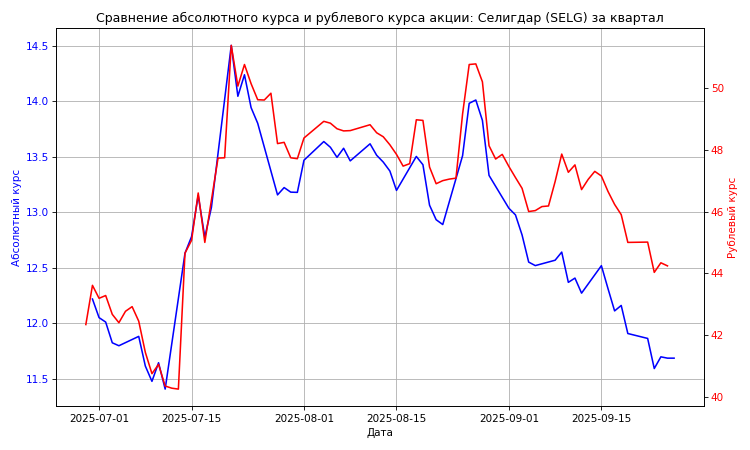 Сравнение абсолютного курса и рублевого курса акции: Селигдар (SELG) за квартал
14.5
14.0
13.5
13.0
12.5
12.0
11.5
Абсолютный курс
50
48
46
44
42
40
Рублевый курс
2025-07-01 2025-07-15 2025-08-01 2025-08-15 2025-09-01 2025-09-15
Дата